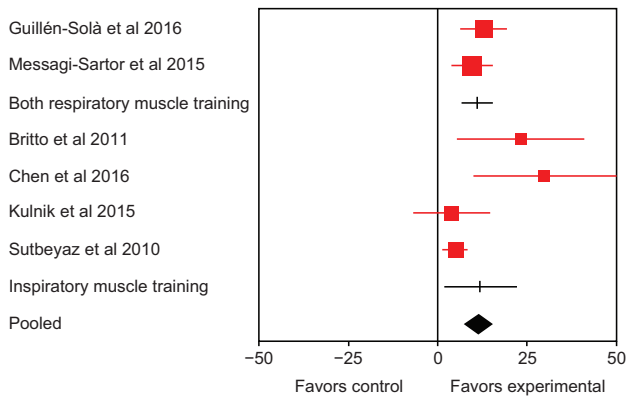 Guillén-Solà et al 2016
Messagi-Sartor et al 2015
Both respiratory muscle training
Britto et al 2011
Chen et al 2016
Kulnik et al 2015
Sutbeyaz et al 2010
Inspiratory muscle training
Pooled
−50 −25 0 25 50
Favors control Favors experimental